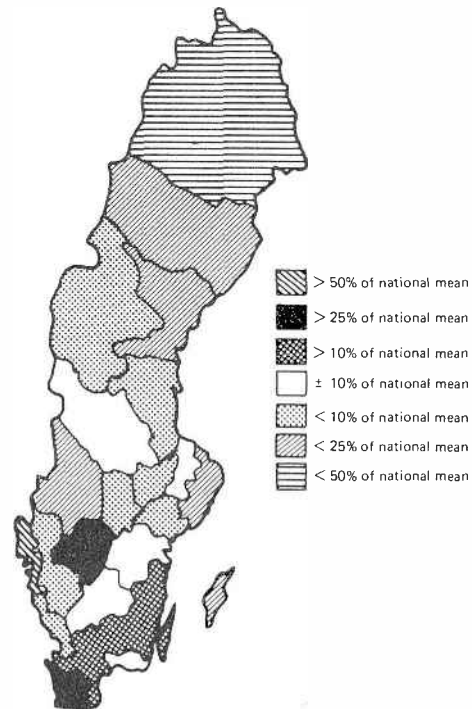 > 50% of national mean
> 25% of national mean
> 10% of national mean
± 10% of national mean
< 10% of national mean
< 25% of national mean
< 50% of national mean